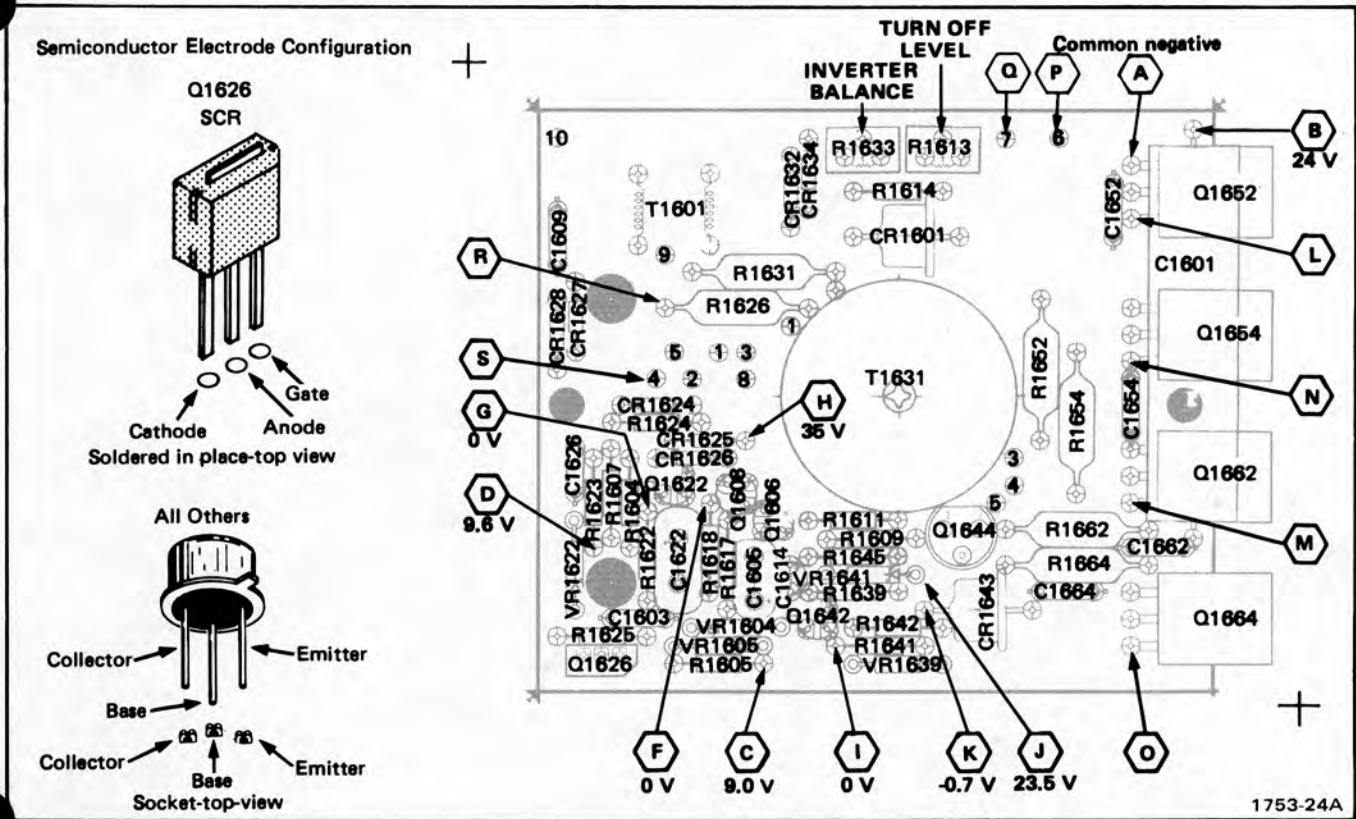 Semiconductor Electrode Configuration
Q1626
SCR
Gate
Anode
Cathode
Soldered in place-top view
All Others
Collector
Emitter
Base
Collector
Base
Emitter
Socket-top-view
TURN OFF
LEVEL
INVERTER
BALANCE
Common negative
Q
P
A
B
24 V
10
R1633
R1613
7
6
CR1632
CR1634
R1614
T1601
CR1601
C1652
Q1652
L
C1609
9
R
R1631
C1601
R1626
CR1628
CR1627
1
Q1654
R1652
S
5
1
3
4
2
8
T1631
N
G
0 V
CR1624
R1624
H
35 V
R1654
C1654
CR1625
CR1626
C1626
3
4
5
Q1662
D
9.6 V
R1623
R1607
R1604
Q1622
Q1608
Q1606
R1611
Q1644
R1662
M
R1609
C1662
VR1622
R1622
C1622
R1618
R1617
C1605
C1614
R1645
R1664
VR1641
R1639
C1664
C1603
Q1642
CR1643
Q1664
VR1604
R1642
R1625
VR1605
R1641
Q1626
R1605
VR1639
F
0 V
C
9.0 V
I
0 V
K
-0.7 V
J
23.5 V
O
1753-24A